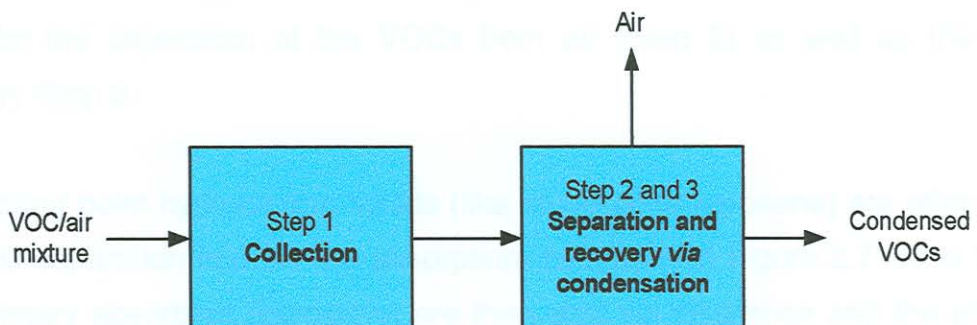 Air
VOC/air
mixture
Step 1
Collection
Step 2 and 3
Separation and
recovery via
condensation
Condensed
VOCs